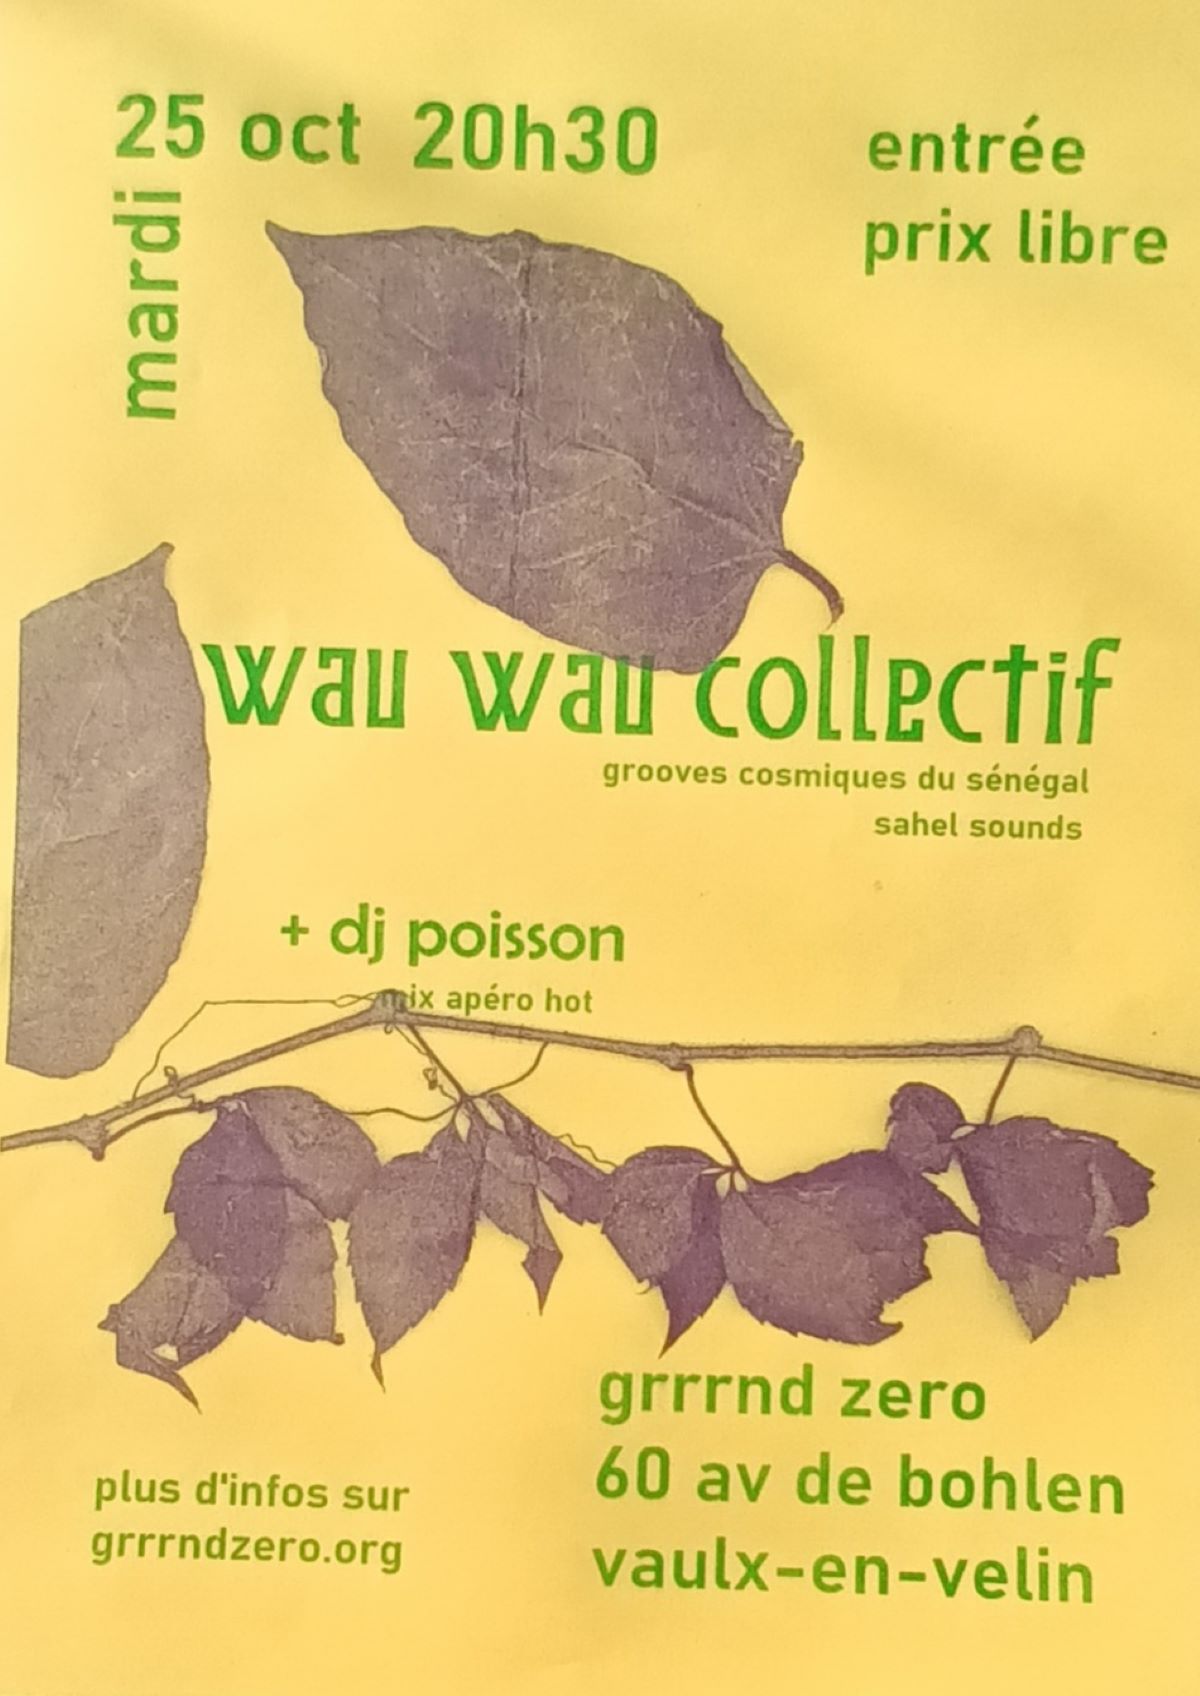 25 oct 20h30
mardi
entrée
prix libre
wau wau collectif
grooves cosmiques du sénégal
sahel sounds
+ dj poisson
mix apéro hot
grrrnd zero
60 av de bohlen
vaulx-en-velin
plus d'infos sur
grrrndzero.org